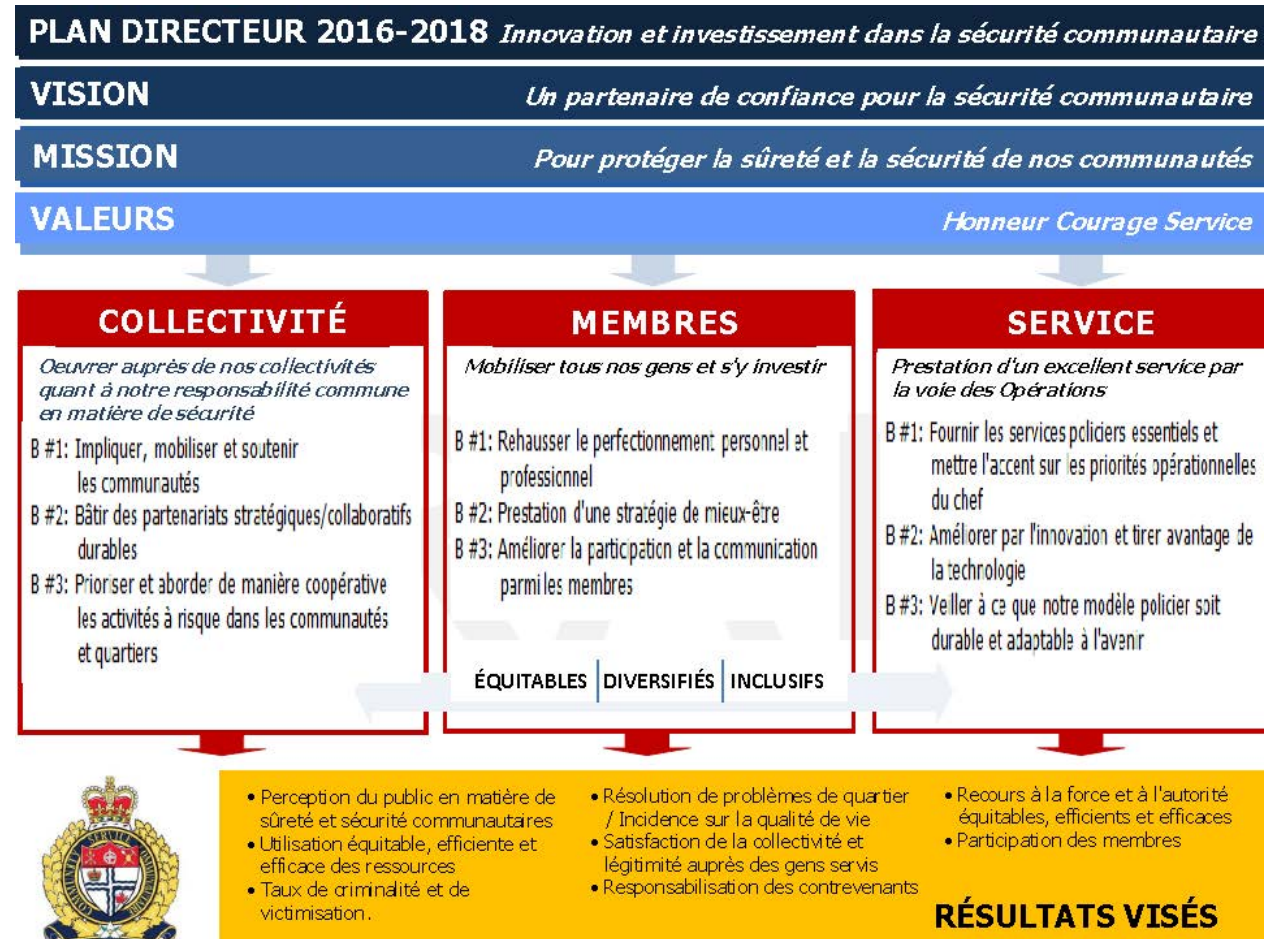 PLAN DIRECTEUR 2016-2018 Innovation et investissement dans la sécurité communautaire
VISION Un partenaire de confiance pour la sécurité communautaire
MISSION Pour protéger la sûreté et la sécurité de nos communautés
VALEURS Honneur Courage Service
COLLECTIVITÉ
Oeuvrer auprès de nos collectivités
quant à notre responsabilité commune
en matière de sécurité
B #1: Impliquer, mobiliser et soutenir
les communautés
B #2: Bâtir des partenariats stratégiques/collaboratifs
durables
B #3: Prioriser et aborder de manière coopérative
les activités à risque dans les communautés
et quartiers
MEMBRES
Mobiliser tous nos gens et s'y investir
B #1: Rehausser le perfectionnement personnel et
professionnel
B #2: Prestation d'une stratégie de mieux-être
B #3: Améliorer la participation et la communication
parmi les membres
SERVICE
Prestation d'un excellent service par
la voie des Opérations
B #1: Fournir les services policiers essentiels et
mettre l'accent sur les priorités opérationnelles
du chef
B #2: Améliorer par l'innovation et tirer avantage de
la technologie
B #3: Veiller à ce que notre modèle policier soit
durable et adaptable à l'avenir
ÉQUITABLES DIVERSIFIÉS INCLUSIFS
• Perception du public en matière de
sûreté et sécurité communautaires
• Utilisation équitable, efficiente et
efficace des ressources
• Taux de criminalité et de
victimisation.
• Résolution de problèmes de quartier
/ Incidence sur la qualité de vie
• Satisfaction de la collectivité et
légitimité auprès des gens servis
• Responsabilisation des contrevenants
• Recours à la force et à l'autorité
équitables, efficients et efficaces
• Participation des membres
RÉSULTATS VISÉS
SERVICE